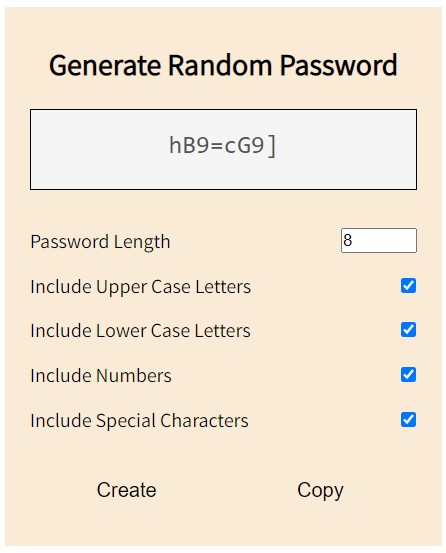 Generate Random Password
hB9=cG9]
Password Length 8
Include Upper Case Letters
Include Lower Case Letters
Include Numbers
Include Special Characters
Create Copy